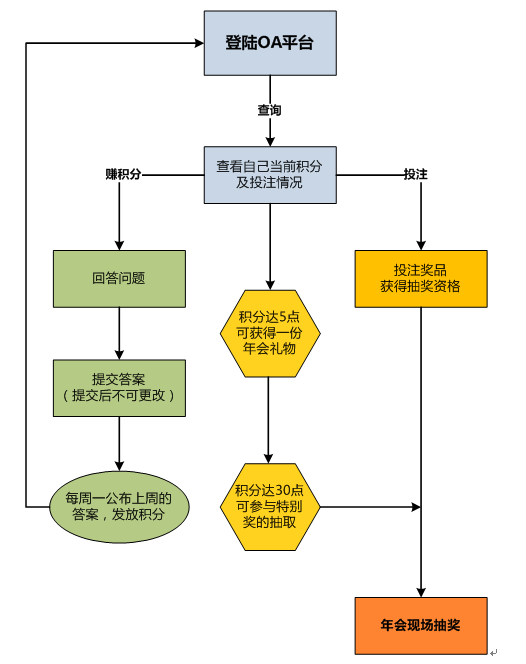 登陆OA平台
查询
查看自己当前积分
及投注情况
赚积分
投注
回答问题
投注奖品
获得抽奖资格
积分达5点
可获得一份
年会礼物
提交答案
（提交后不可更改）
每周一公布上周的
答案，发放积分
积分达30点
可参与特别
奖的抽取
年会现场抽奖